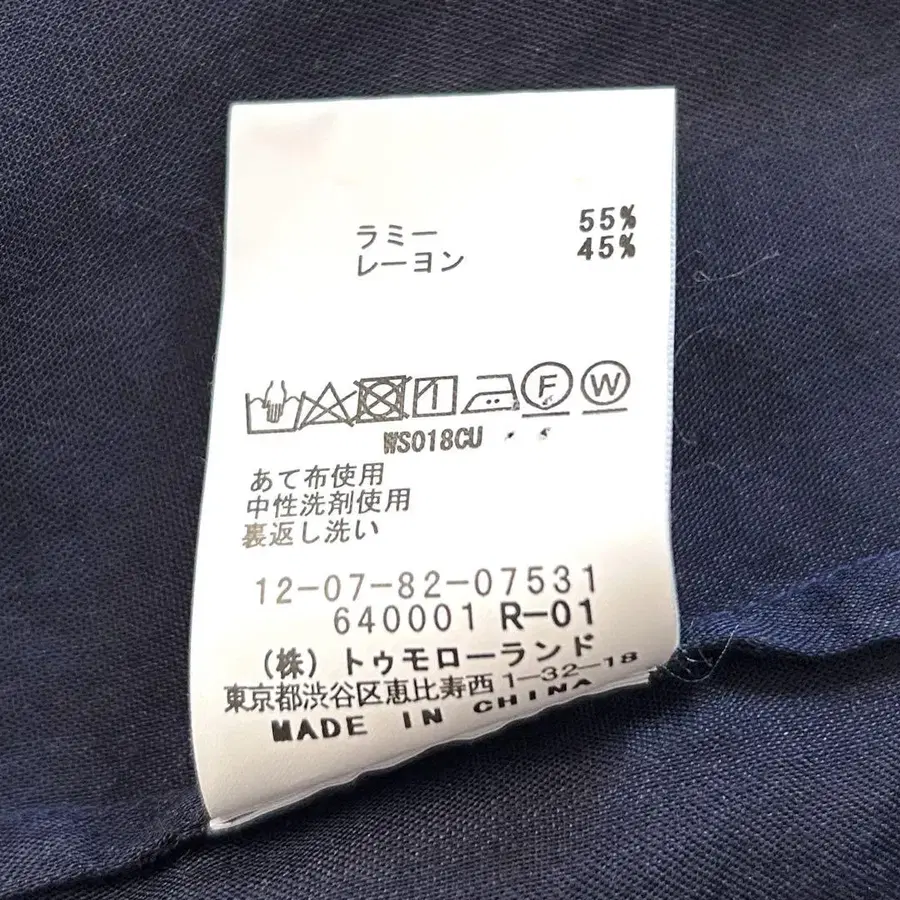 ラミー 55%
レーヨン 45%
F W
WS018CU
あて布使用
中性洗剤使用
裏返し洗い
12-07-82-07531
640001 R-01
(株)トゥモローランド
東京都渋谷区恵比寿西1-32-18
MADE IN CHINA